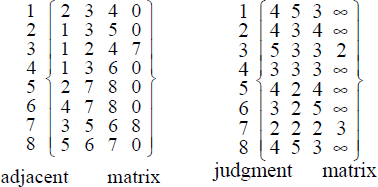 1 2 3 4 0 1 4 5 3 ∞
2 1 3 5 0 2 4 3 4 ∞
3 1 2 4 7 3 5 3 3 2
4 1 3 6 0 4 3 3 3 ∞
5 2 7 8 0 5 4 2 4 ∞
6 4 7 8 0 6 3 2 5 ∞
7 3 5 6 8 7 2 2 2 3
8 5 6 7 0 8 4 5 3 ∞
adjacent matrix judgment matrix